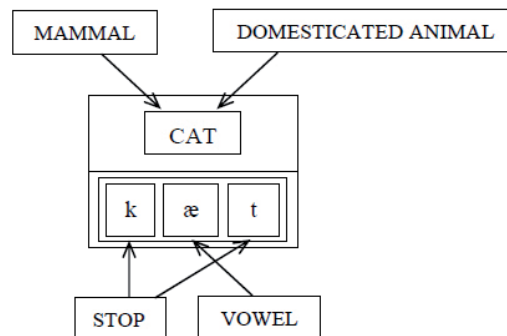 MAMMAL DOMESTICATED ANIMAL
CAT
k æ t
STOP VOWEL